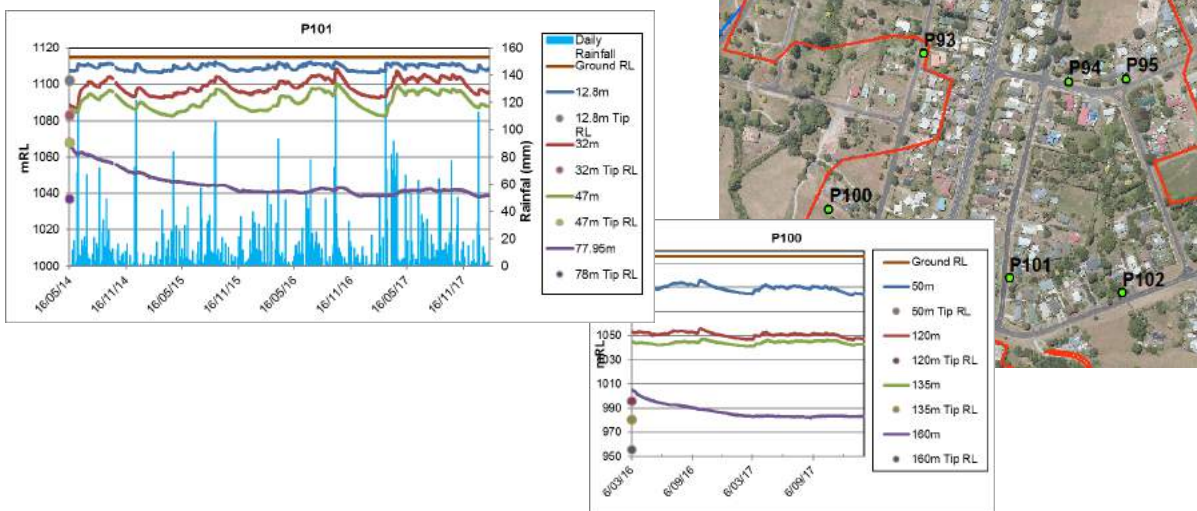 P101
1120
1100
1080
1060
1040
1020
1000
mRL
160
140
120
100
80
60
40
20
0
Rainfal (mm)
16/05/14
16/11/14
16/05/15
16/11/15
16/05/16
16/11/16
16/05/17
16/11/17
Daily
Rainfall
Ground RL
12.8m
12.8m Tip
RL
32m
32m Tip RL
47m
47m Tip RL
77.95m
78m Tip RL
P93
P94
P95
P100
P101
P102
P100
1050
1030
1010
990
970
950
mRL
6/03/16
6/09/16
6/03/17
6/09/17
Ground RL
50m
50m Tip RL
120m
120m Tip RL
135m
135m Tip RL
160m
160m Tip RL